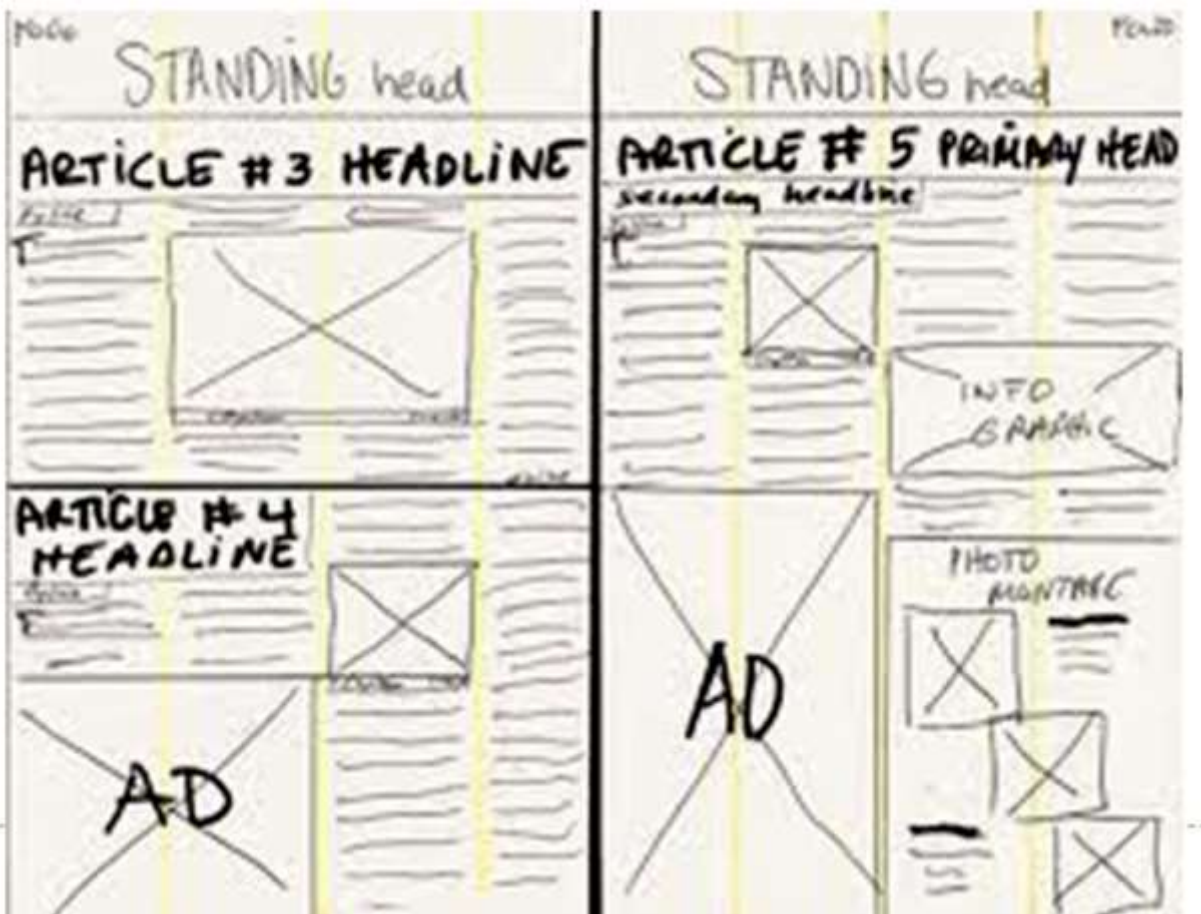 STANDING head
ARTICLE #3 HEADLINE
ARTICLE #4
HEADLINE
AD
STANDING head
ARTICLE # 5 PRIMARY HEAD
secondary headline
INFO
GRAPHIC
AD
PHOTO
MONTAGE